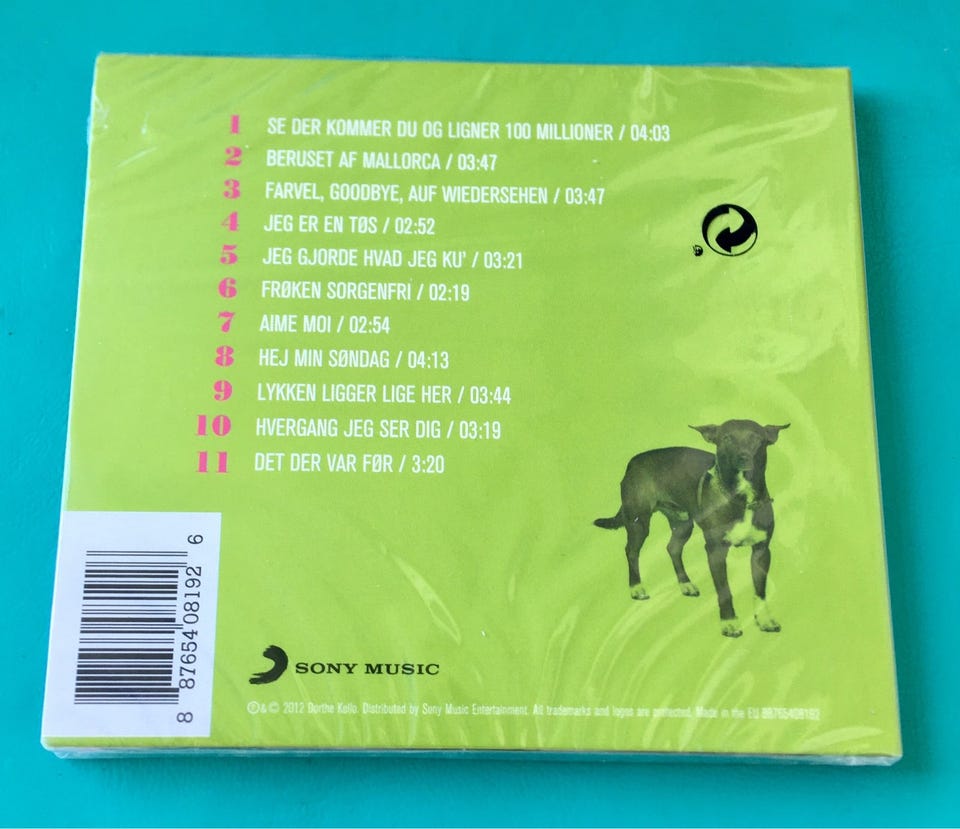 1 SE DER KOMMER DU OG LIGNER 100 MILLIONER / 04:03
2 BERUSET AF MALLORCA / 03:47
3 FARVEL, GOODBYE, AUF WIEDERSEHEN / 03:47
4 JEG ER EN TØS / 02:52
5 JEG GJORDE HVAD JEG KU' / 03:21
6 FRØKEN SORGENFRI / 02:19
7 AIME MOI / 02:54
8 HEJ MIN SØNDAG / 04:13
9 LYKKEN LIGGER LIGE HER / 03:44
10 HVERGANG JEG SER DIG / 03:19
11 DET DER VAR FØR / 3:20
8 87654 08192 6
SONY MUSIC
℗&© 2012 Dorthe Kollo. Distributed by Sony Music Entertainment. All trademarks and logos are protected. Made in the EU 88765408192